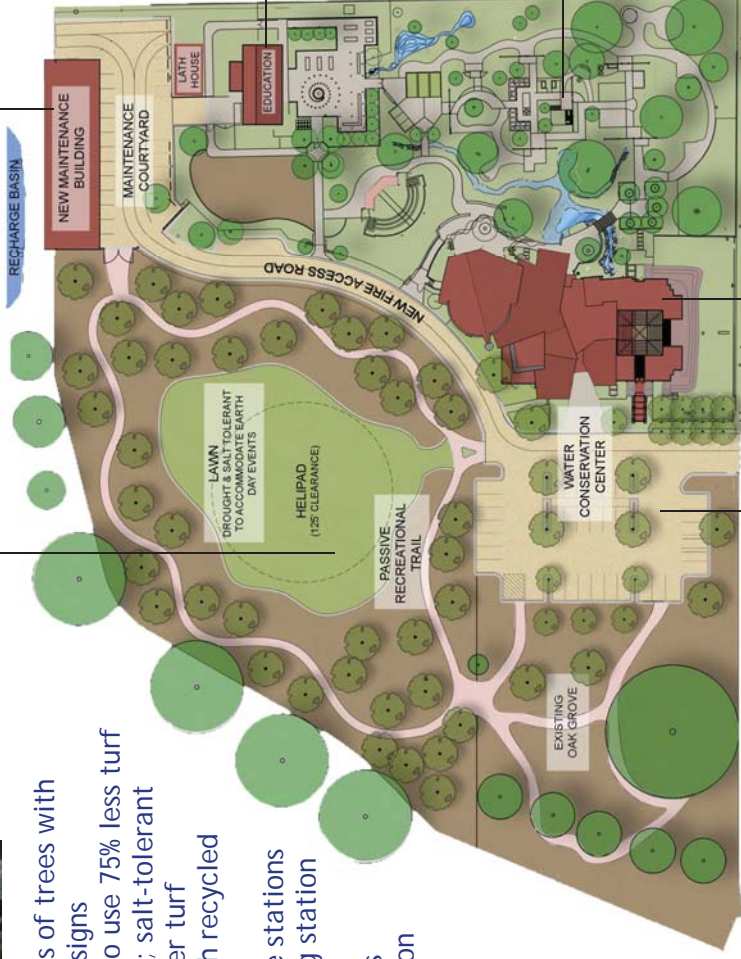 RECHARGE BASIN
NEW MAINTENANCE
BUILDING
MAINTENANCE
COURTYARD
LATH
HOUSE
EDUCATION
NEW FIRE ACCESS ROAD
LAWN
DROUGHT & SALT TOLERANT
TO ACCOMMODATE EARTH
DAY EVENTS
HELIPAD
(125' CLEARANCE)
PASSIVE
RECREATIONAL
TRAIL
WATER
CONSERVATION
CENTER
EXISTING
OAK GROVE
s of trees with
signs
o use 75% less turf
; salt-tolerant
er turf
h recycled
e stations
g station
s
on